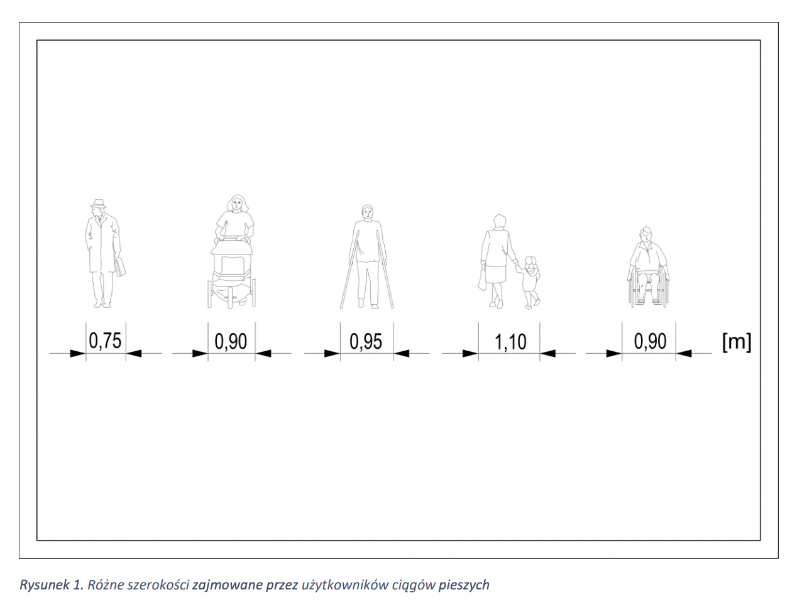 0,75 0,90 0,95 1,10 0,90 [m]
Rysunek 1. Różne szerokości zajmowane przez użytkowników ciągów pieszych